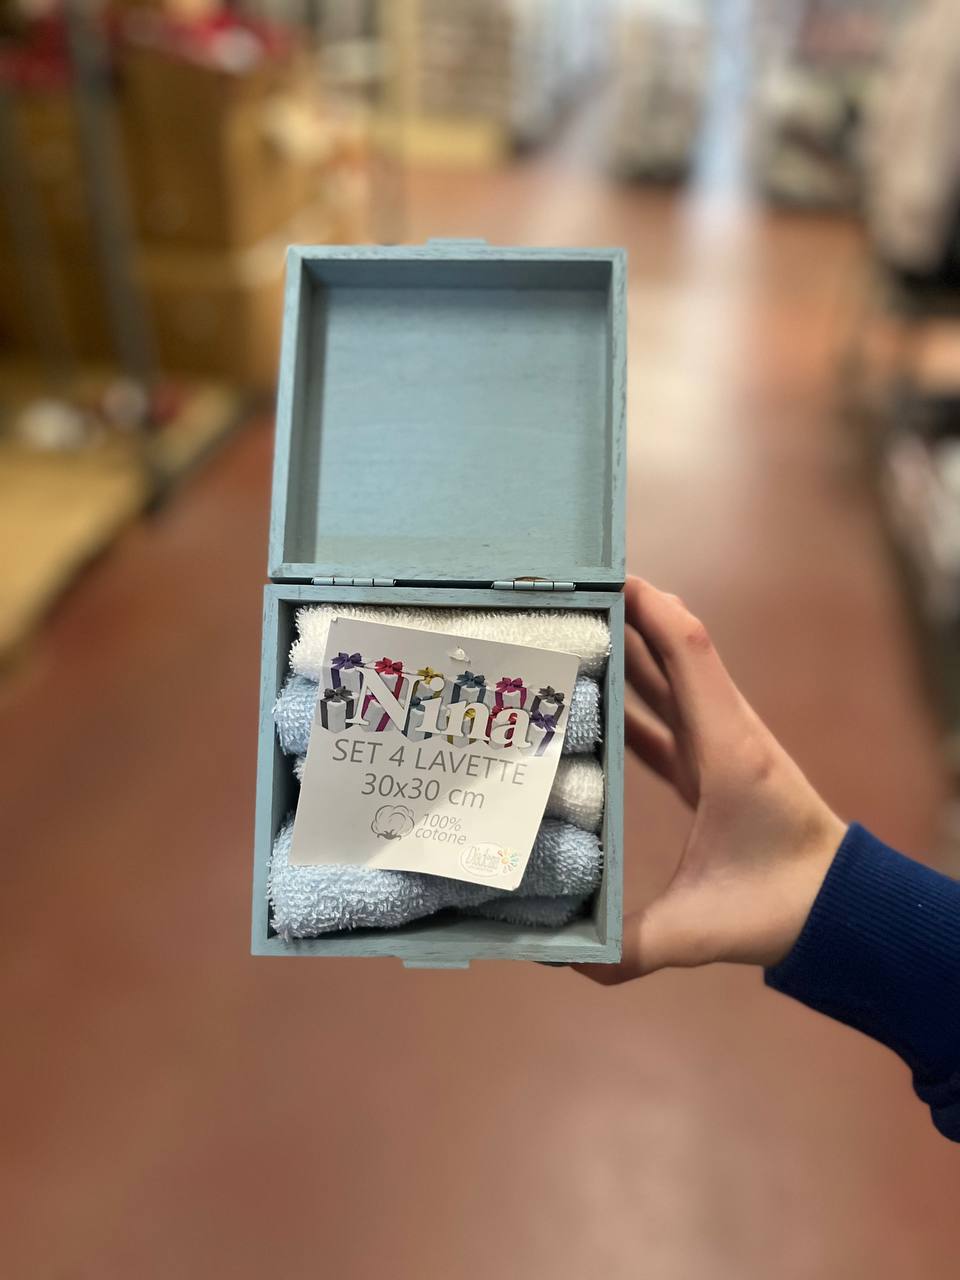 Nina
SET 4 LAVETTE
30x30 cm
100%
cotone